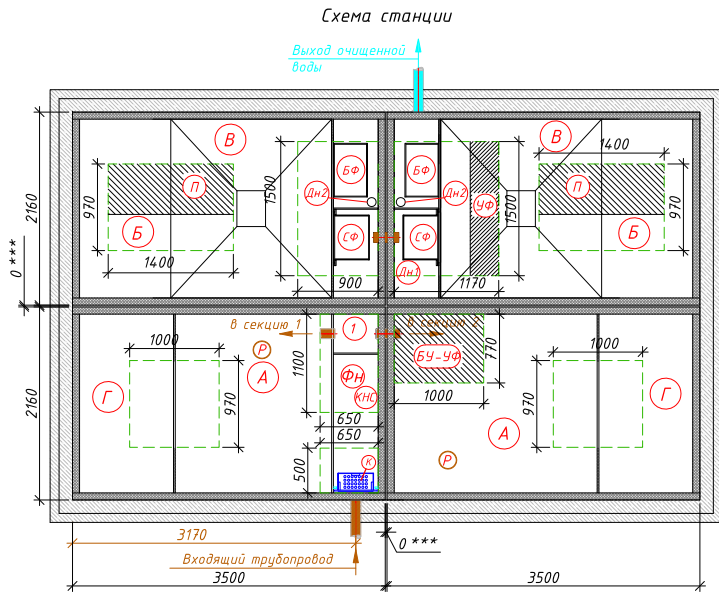 Схема станции
Выход очищенной
вады
В
В
БФ
БФ
1400
П
П
Дн2
Дн2
УФ
1500
1500
970
970
Б
Б
СФ
СФ
2160
1400
Дн1
900
1170
0 ***
в секцию 1
1
в секцию 2
Р
БУ-УФ
770
1000
1000
1100
А
Фн
КНС
Г
Г
970
970
1000
650
650
А
500
К
Р
3170
0 ***
Входящий трубопровод
3500
3500
2160